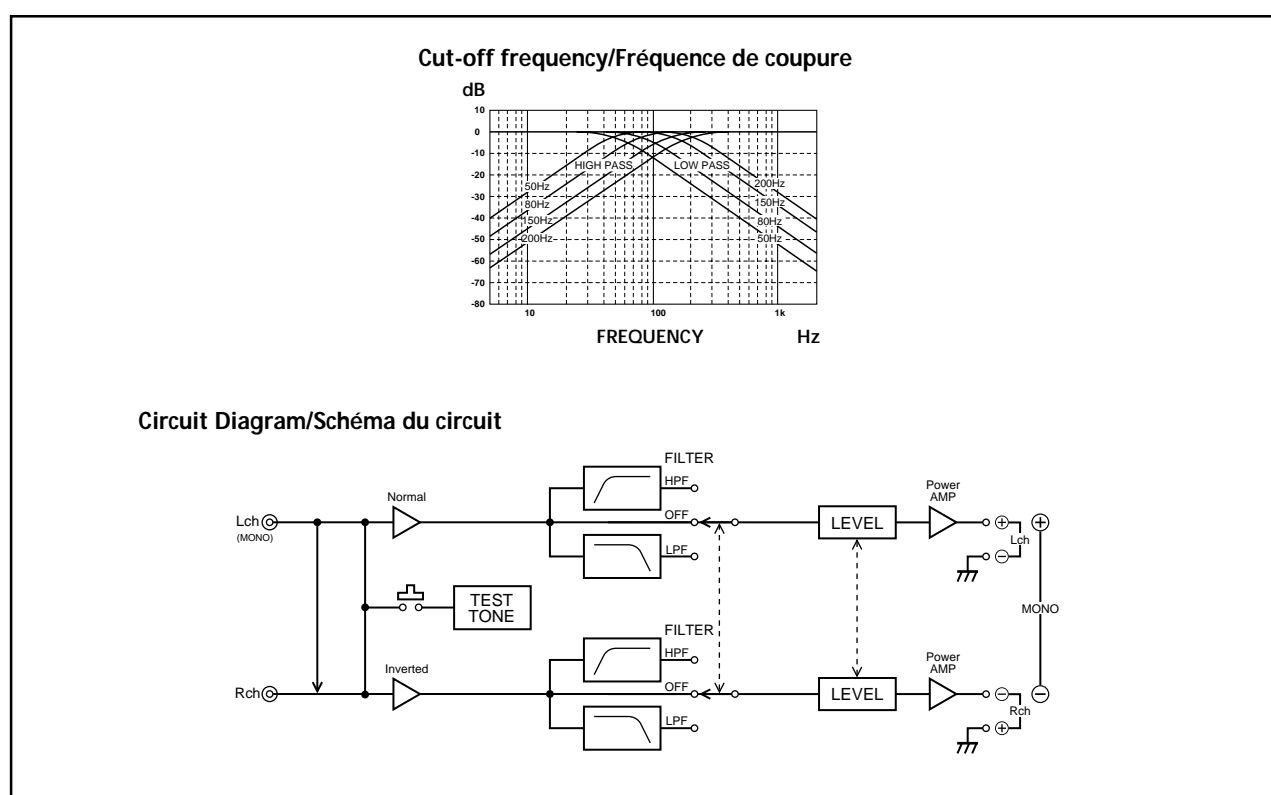 Cut-off frequency/Fréquence de coupure
dB
10
0
-10
-20
-30
-40
-50
-60
-70
-80
HIGH PASS
LOW PASS
50Hz
80Hz
150Hz
200Hz
200Hz
150Hz
80Hz
50Hz
10
100
1k
FREQUENCY
Hz
Circuit Diagram/Schéma du circuit
Lch
(MONO)
Normal
FILTER
HPF
OFF
LPF
LEVEL
Power
AMP
+
Lch
−
TEST
TONE
+
MONO
−
Rch
Inverted
FILTER
HPF
OFF
LPF
LEVEL
Power
AMP
−
Rch
+